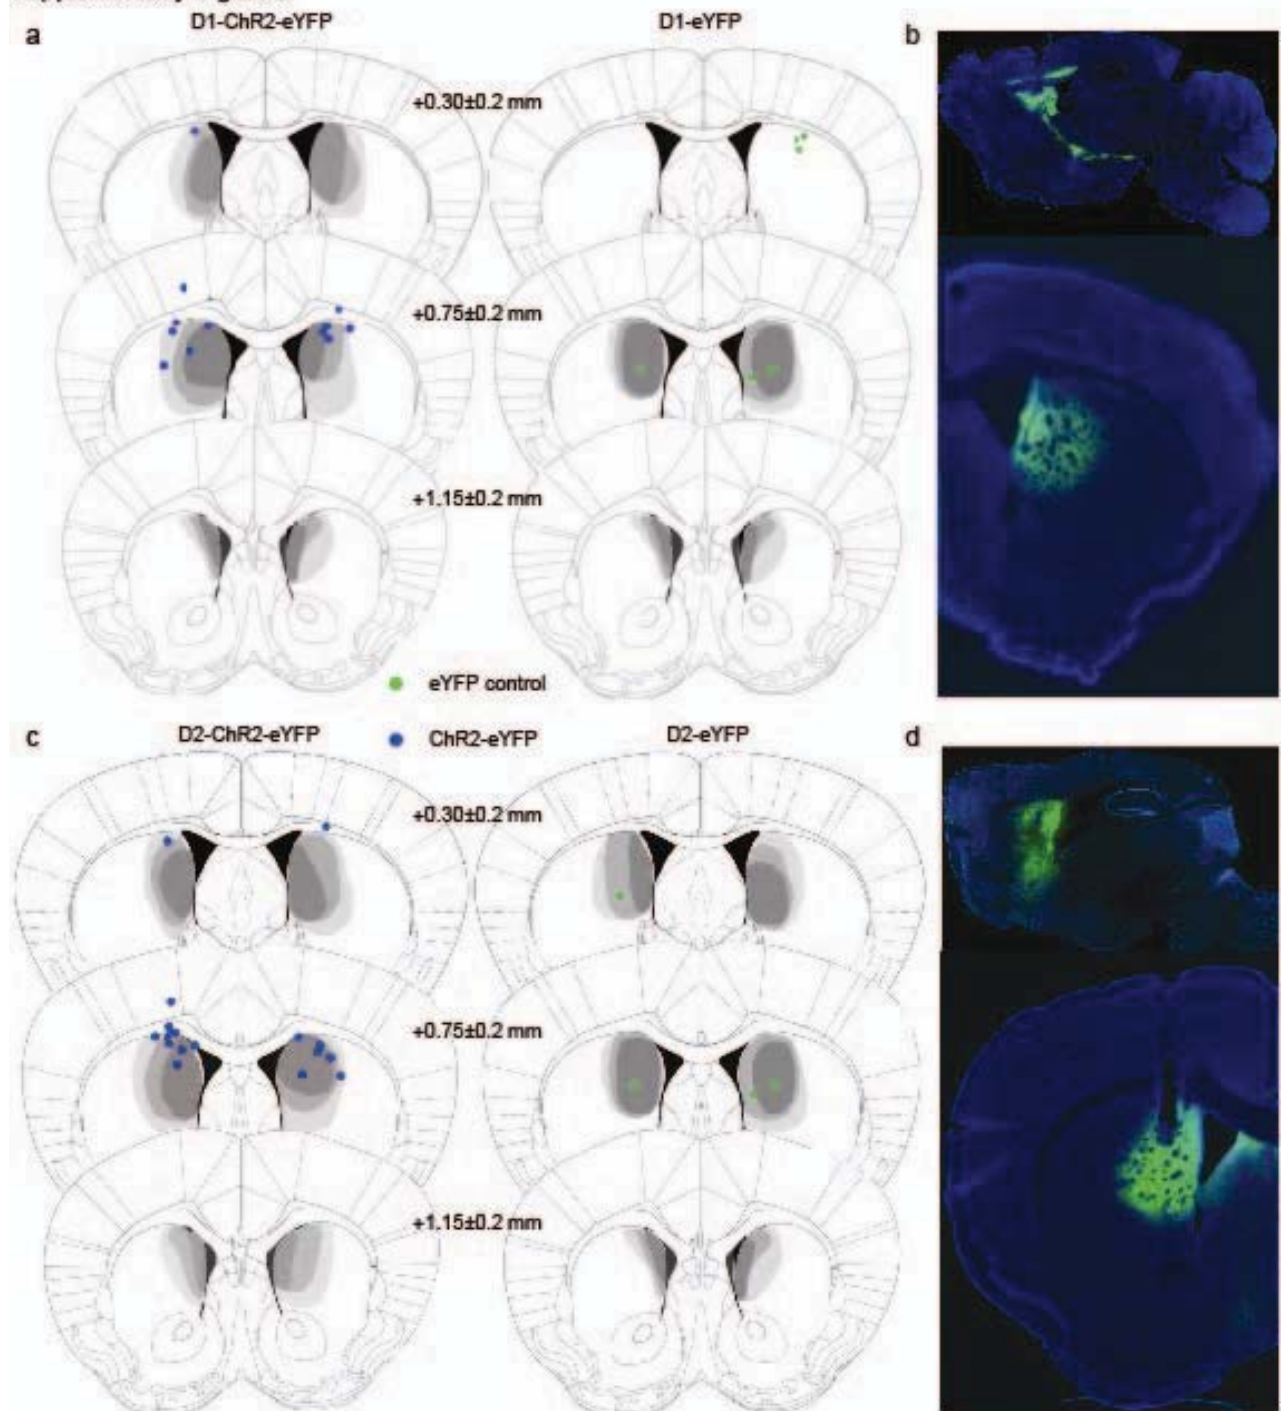 a
D1-ChR2-eYFP
D1-eYFP
b
+0.30±0.2 mm
+0.75±0.2 mm
+1.15±0.2 mm
eYFP control
c
D2-ChR2-eYFP
ChR2-eYFP
D2-eYFP
d
+0.30±0.2 mm
+0.75±0.2 mm
+1.15±0.2 mm